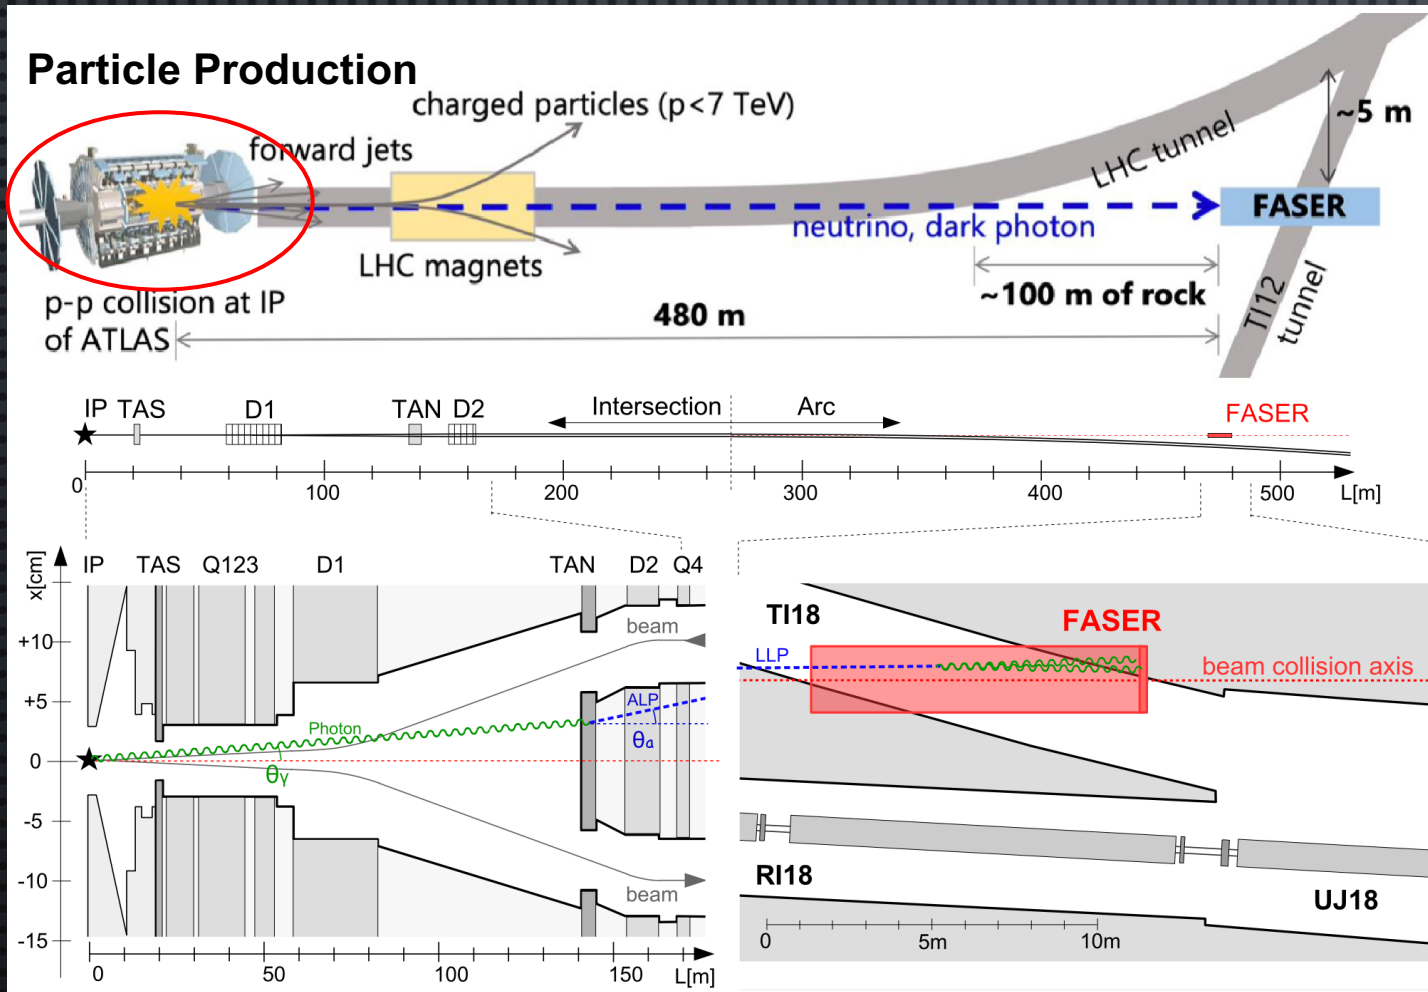 Particle Production
charged particles (p<7 TeV)
forward jets
LHC tunnel
~5 m
FASER
neutrino, dark photon
LHC magnets
~100 m of rock
TI12
tunnel
p-p collision at IP
of ATLAS
480 m
IP TAS D1 TAN D2 Intersection Arc FASER
0 100 200 300 400 500 L[m]
x[cm]
IP TAS Q123 D1 TAN D2 Q4
+10
+5
0
-5
-10
-15
beam
Photon
ALP
θγ
θa
beam
0 50 100 150 L[m]
TI18
FASER
LLP
beam collision axis
RI18
UJ18
0 5m 10m